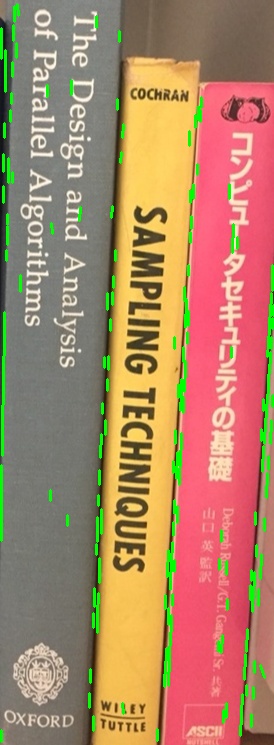 The Design and Analysis
of Parallel Algorithms
OXFORD
COCHRAN
SAMPLING TECHNIQUES
WILEY
TUTTLE
コンピュータセキュリティの基礎
Deborah Russell/G.T. Gangemi Sr 共著
山口 英 監訳
ASCII
NUTSHELL